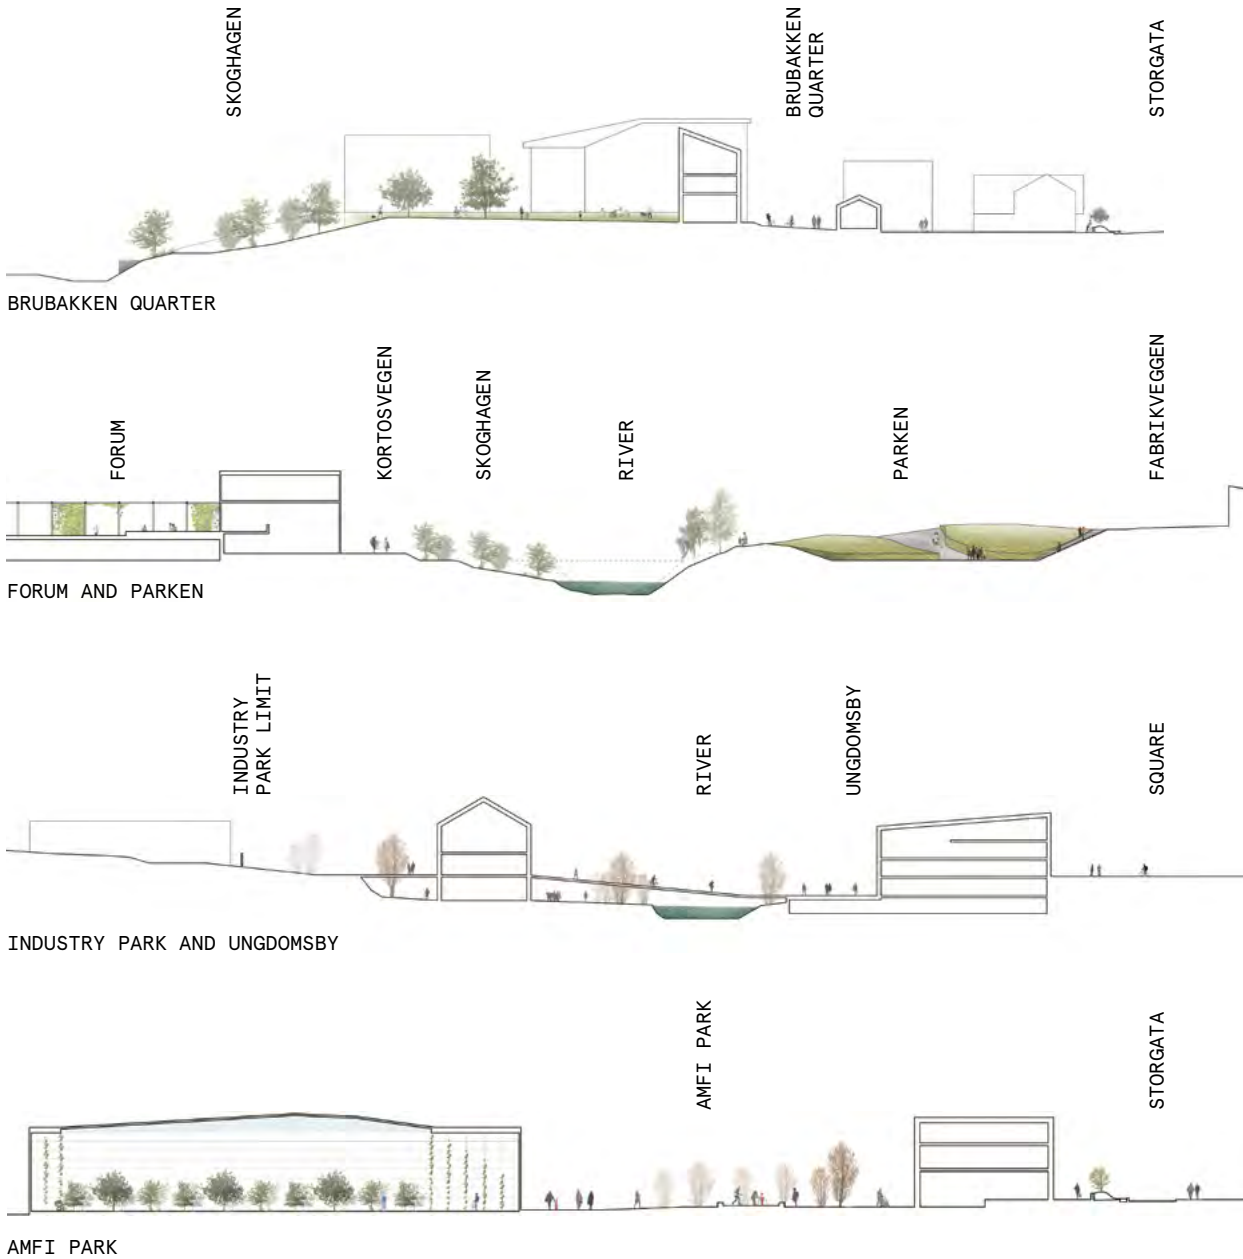 SKOGHAGEN
BRUBAKKEN
QUARTER
STORGATA
BRUBAKKEN QUARTER
FORUM
KORTOSVEGEN
SKOGHAGEN
RIVER
PARKEN
FABRIKVEGGEN
FORUM AND PARKEN
INDUSTRY
PARK LIMIT
RIVER
UNGDOMSBY
SQUARE
INDUSTRY PARK AND UNGDOMSBY
AMFI PARK
STORGATA
AMFI PARK